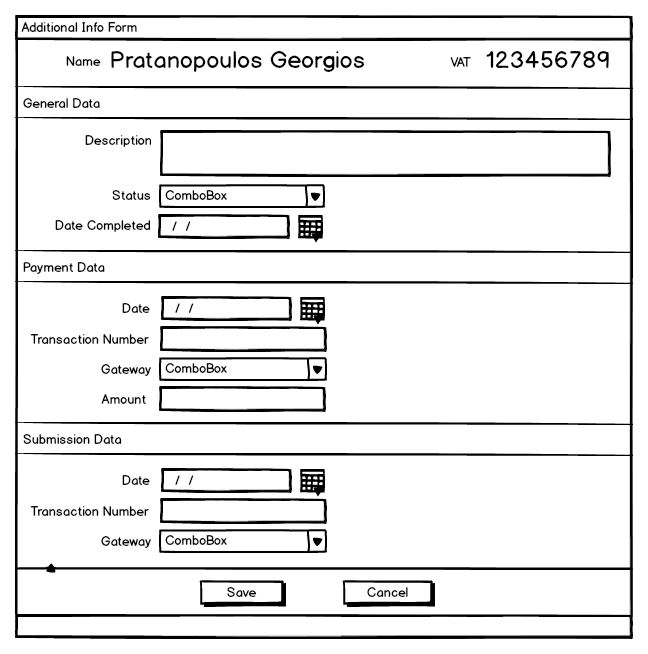 Additional Info Form
Name Pratanopoulos Georgios VAT 123456789
General Data
Description
Status ComboBox
Date Completed / /
Payment Data
Date / /
Transaction Number
Gateway ComboBox
Amount
Submission Data
Date / /
Transaction Number
Gateway ComboBox
Save Cancel